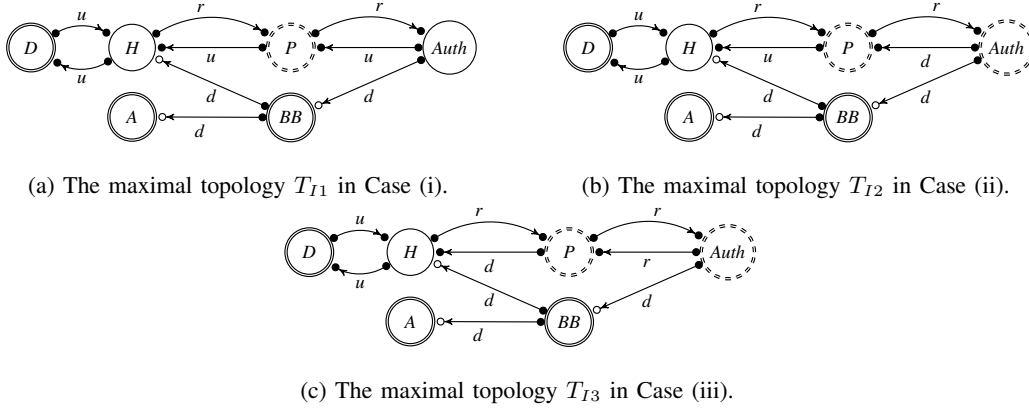 u r r u r r
D H P Auth D H P Auth
u u u u u d
d d d d
A BB A BB
d d
(a) The maximal topology T_{I1} in Case (i). (b) The maximal topology T_{I2} in Case (ii).
u r r
D H P Auth
u d r
d d
A BB
d
(c) The maximal topology T_{I3} in Case (iii).